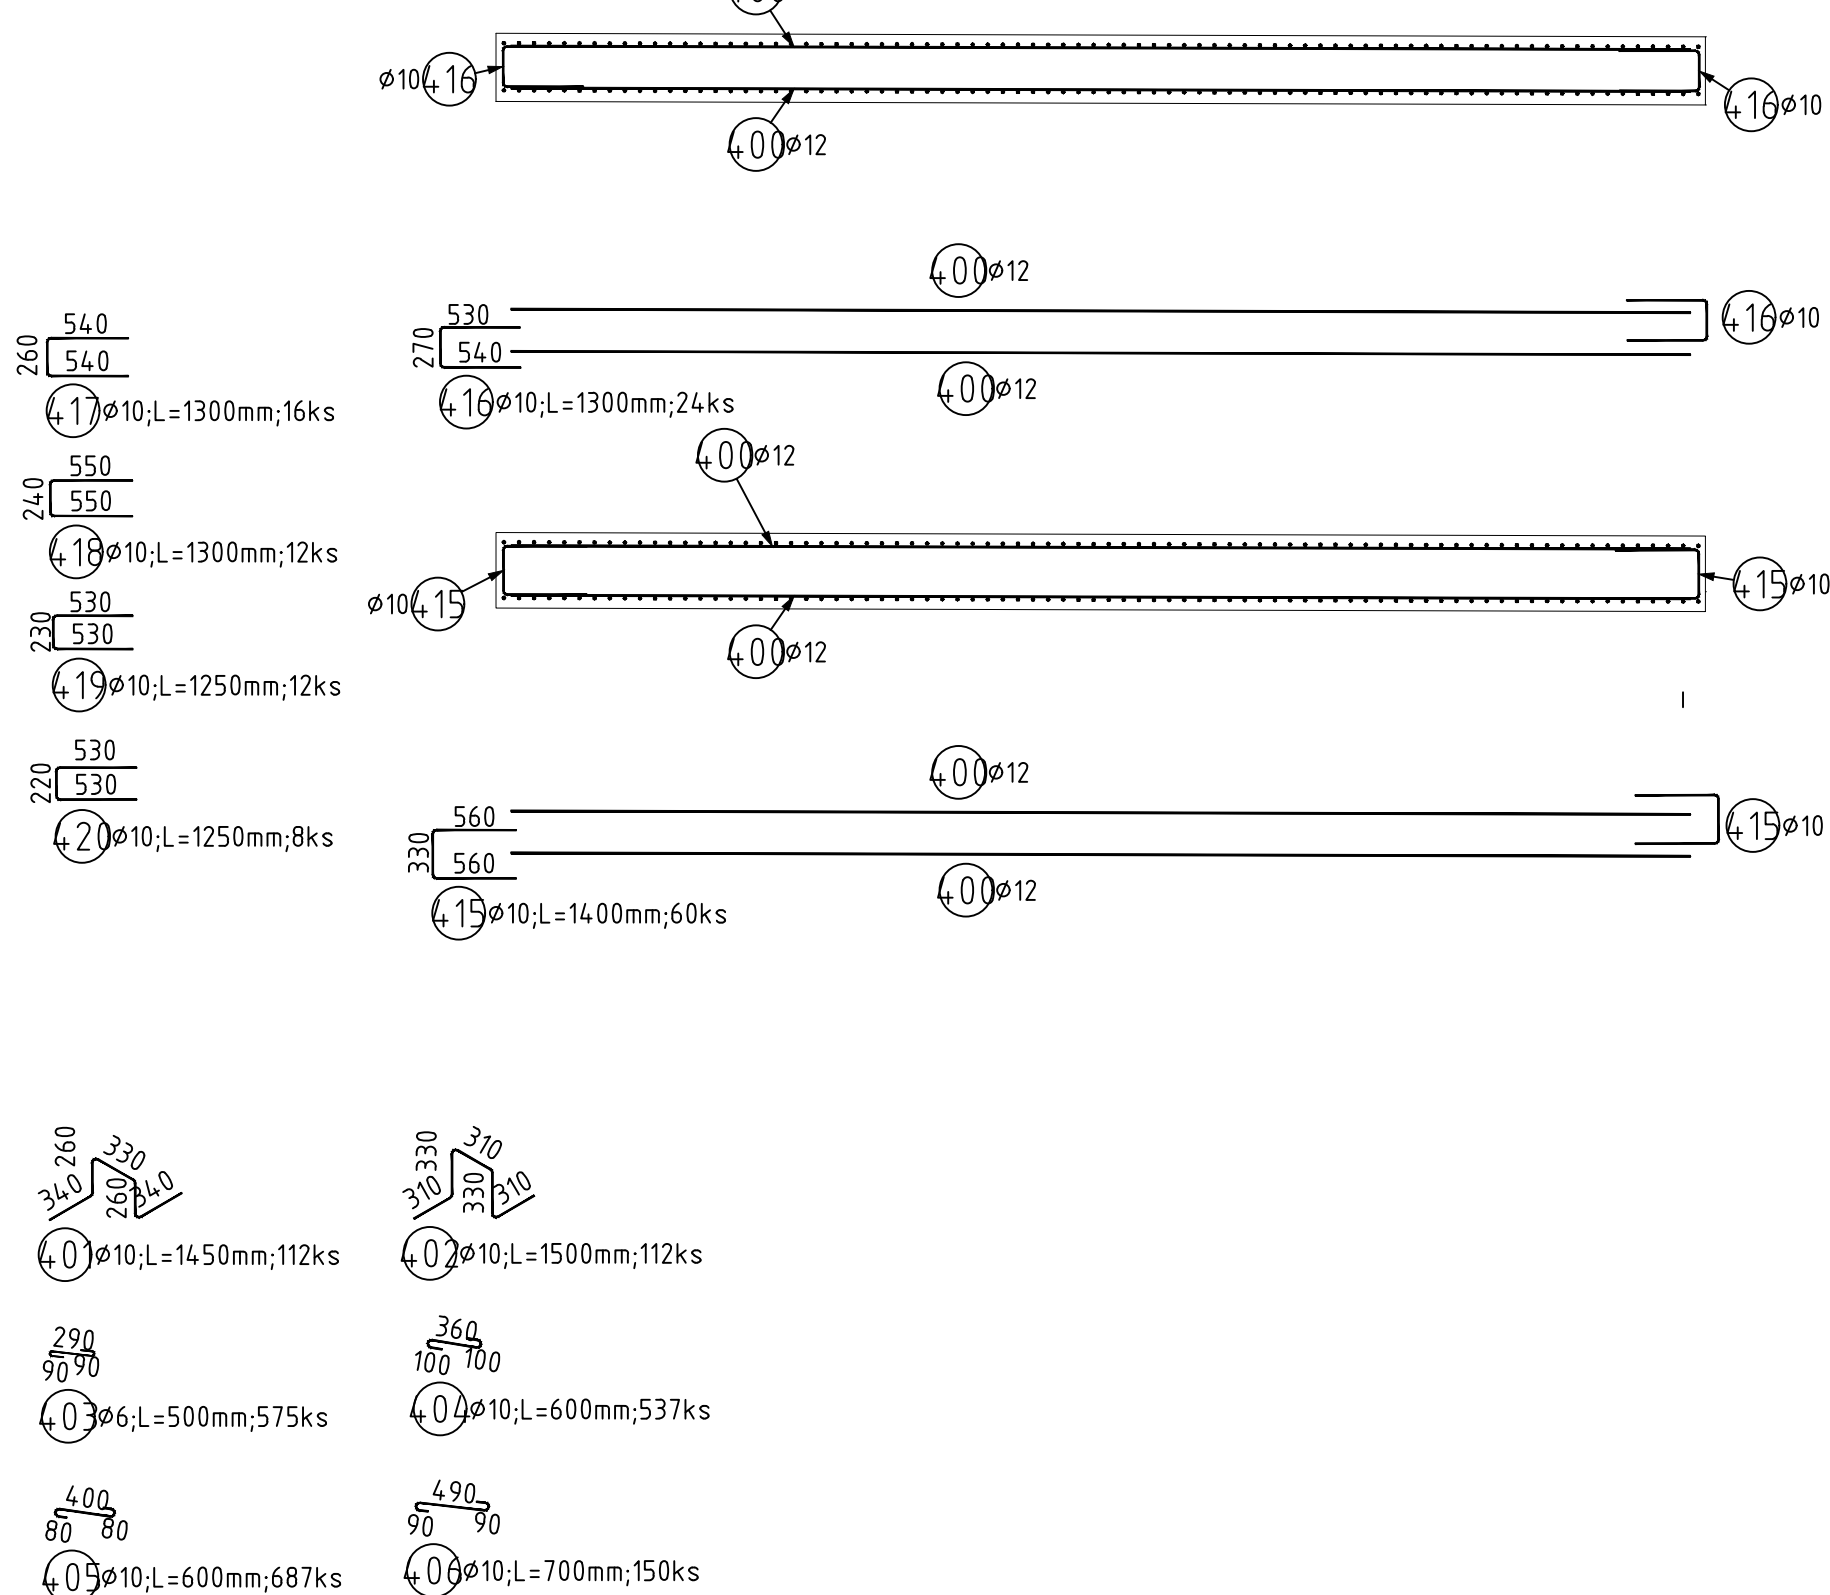 ø10 416
416 ø10
400 ø12
400 ø12
530
270
540
416 ø10;L=1300mm;24ks
416 ø10
400 ø12
540
260
540
417 ø10;L=1300mm;16ks
550
240
550
418 ø10;L=1300mm;12ks
530
230
530
419 ø10;L=1250mm;12ks
530
220
530
420 ø10;L=1250mm;8ks
400 ø12
ø10 415
415 ø10
400 ø12
400 ø12
560
330
560
415 ø10;L=1400mm;60ks
415 ø10
400 ø12
260
330
340
260
340
401 ø10;L=1450mm;112ks
330
310
310
330
310
402 ø10;L=1500mm;112ks
290
90 90
403 ø6;L=500mm;575ks
360
100 100
404 ø10;L=600mm;537ks
400
80 80
405 ø10;L=600mm;687ks
490
90 90
406 ø10;L=700mm;150ks